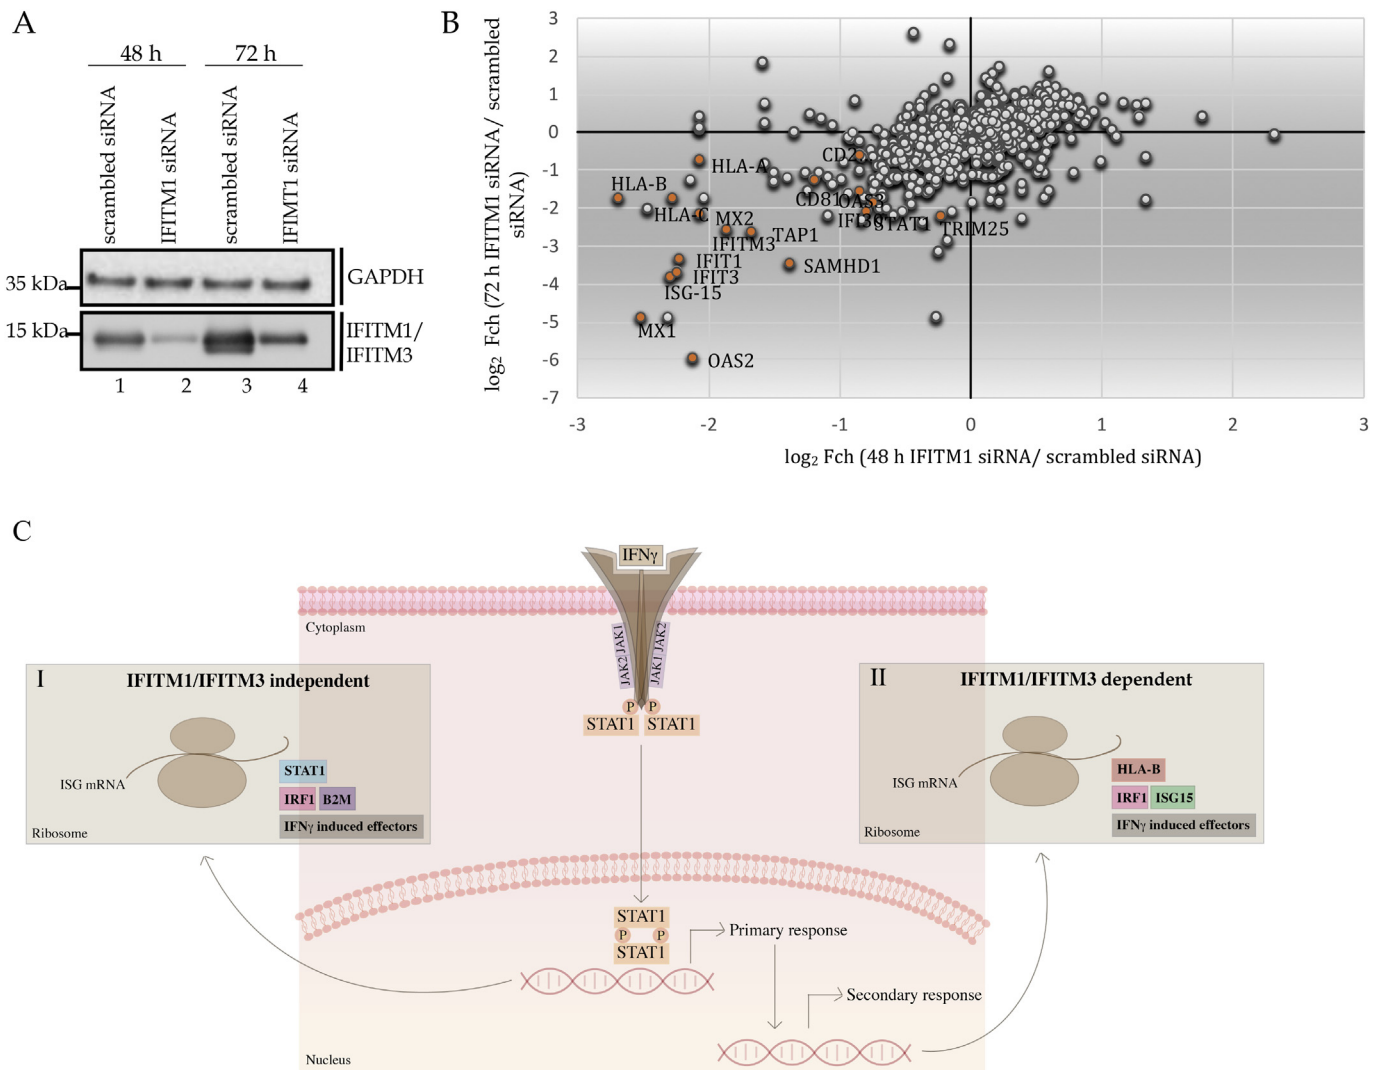 A
48 h
72 h
scrambled siRNA
IFITM1 siRNA
scrambled siRNA
IFIMT1 siRNA
35 kDa
GAPDH
15 kDa
IFITM1/
IFITM3
1
2
3
4
B
log2 Fch (72 h IFITM1 siRNA/ scrambled
siRNA)
3
2
1
0
-1
-2
-3
-4
-5
-6
-7
CD2
HLA-A
HLA-B
CD81
OAS3
HLA-C
MX2
IFI30
STAT1
TRIM25
TAP1
IFITM3
IFIT1
SAMHD1
IFIT3
ISG-15
MX1
OAS2
-3
-2
-1
0
1
2
3
log2 Fch (48 h IFITM1 siRNA/ scrambled siRNA)
C
IFNγ
Cytoplasm
JAK2 JAK1
JAK1 JAK2
P
P
STAT1
STAT1
I
IFITM1/IFITM3 independent
ISG mRNA
STAT1
IRF1
B2M
IFNγ induced effectors
Ribosome
II
IFITM1/IFITM3 dependent
ISG mRNA
HLA-B
IRF1
ISG15
IFNγ induced effectors
Ribosome
STAT1
P
P
STAT1
Primary response
Secondary response
Nucleus